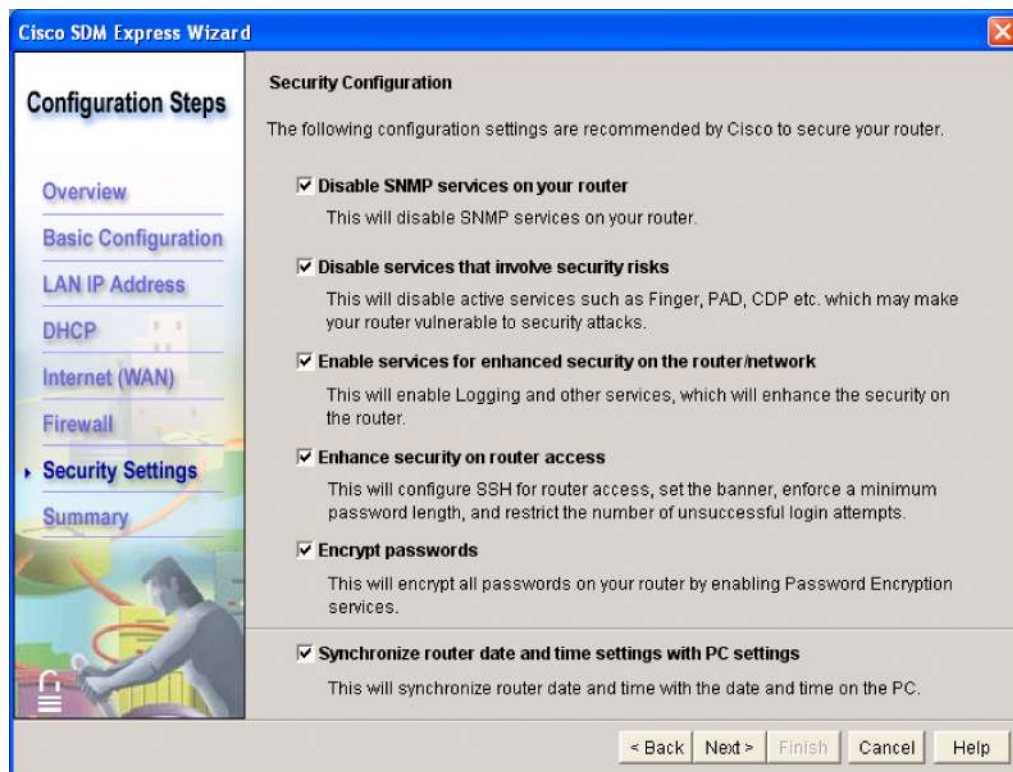 Cisco SDM Express Wizard
Configuration Steps
Overview
Basic Configuration
LAN IP Address
DHCP
Internet (WAN)
Firewall
Security Settings
Summary
Security Configuration
The following configuration settings are recommended by Cisco to secure your router.
Disable SNMP services on your router
This will disable SNMP services on your router.
Disable services that involve security risks
This will disable active services such as Finger, PAD, CDP etc. which may make
your router vulnerable to security attacks.
Enable services for enhanced security on the router/network
This will enable Logging and other services, which will enhance the security on
the router.
Enhance security on router access
This will configure SSH for router access, set the banner, enforce a minimum
password length, and restrict the number of unsuccessful login attempts.
Encrypt passwords
This will encrypt all passwords on your router by enabling Password Encryption
services.
Synchronize router date and time settings with PC settings
This will synchronize router date and time with the date and time on the PC.
< Back Next > Finish Cancel Help